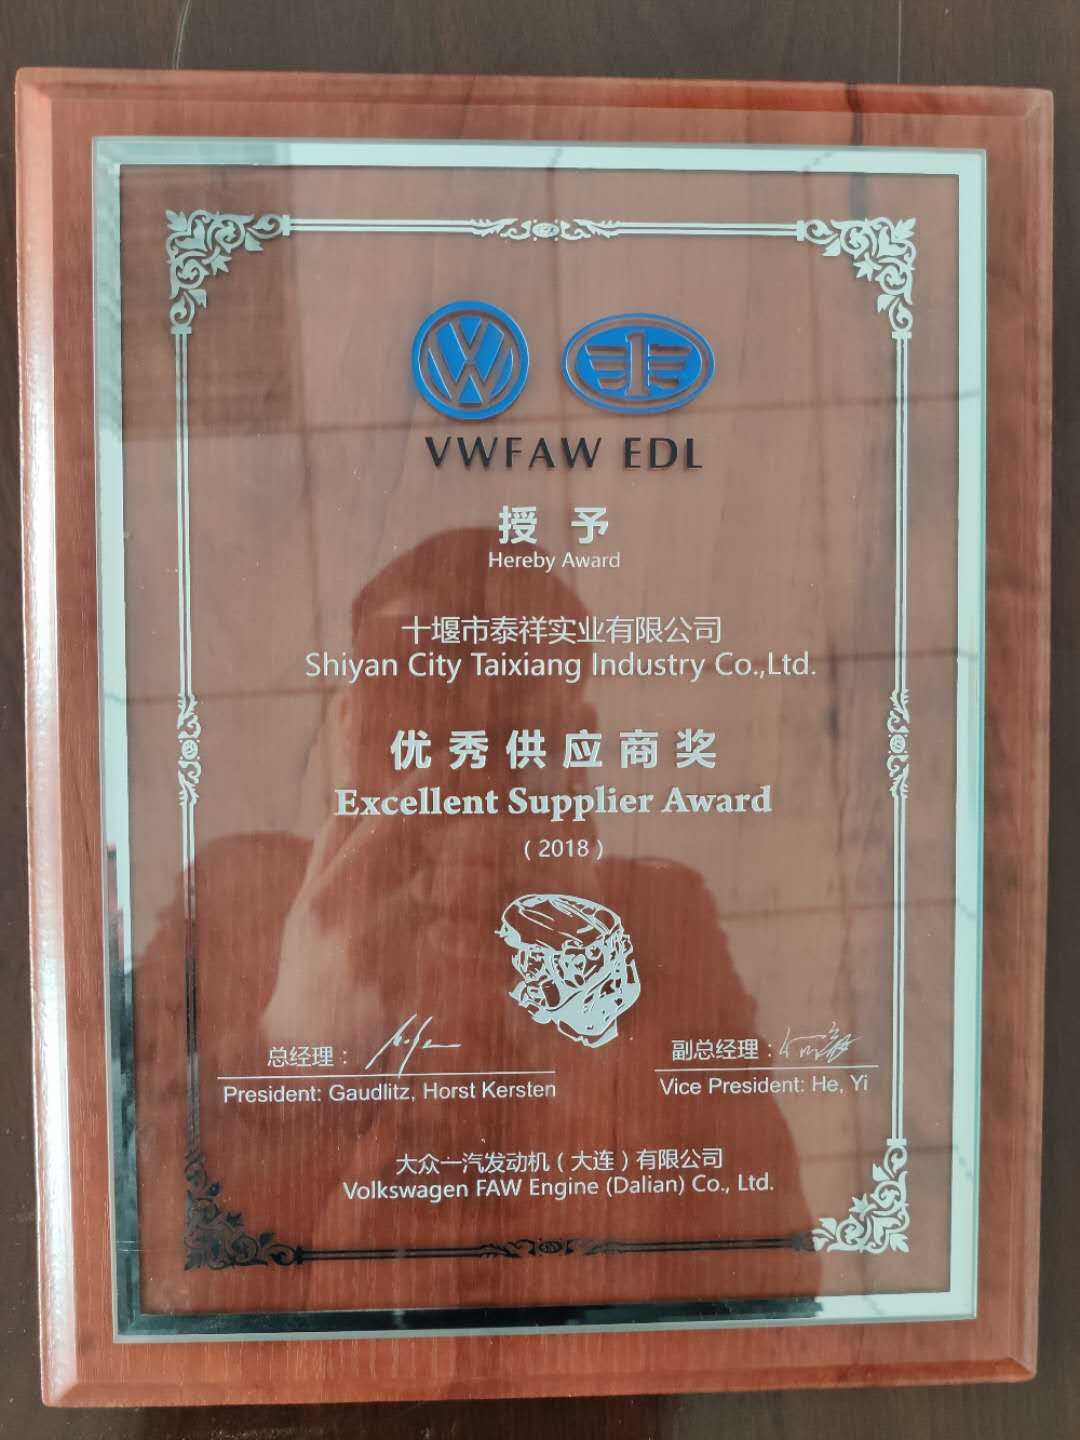 VWFAW EDL
授予
Hereby Award
十堰市泰祥实业有限公司
Shiyan City Taixiang Industry Co.,Ltd.
优秀供应商奖
Excellent Supplier Award
（2018）
总经理：
President: Gaudlitz, Horst Kersten
副总经理：
Vice President: He, Yi
大众一汽发动机（大连）有限公司
Volkswagen FAW Engine (Dalian) Co., Ltd.